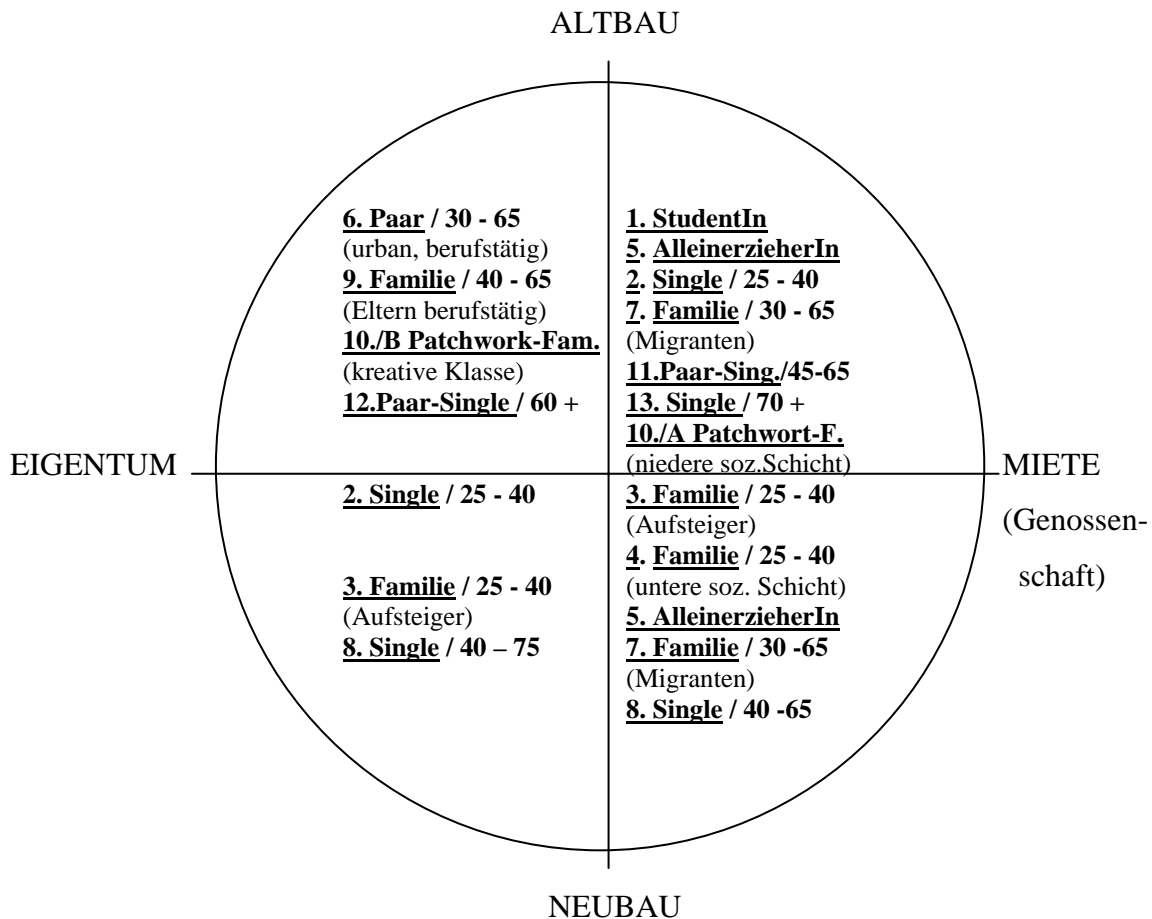 ALTBAU
6. Paar / 30 - 65
(urban, berufstätig)
9. Familie / 40 - 65
(Eltern berufstätig)
10./B Patchwork-Fam.
(kreative Klasse)
12.Paar-Single / 60 +
1. StudentIn
5. AlleinerzieherIn
2. Single / 25 - 40
7. Familie / 30 - 65
(Migranten)
11.Paar-Sing./45-65
13. Single / 70 +
10./A Patchwort-F.
(niedere soz.Schicht)
EIGENTUM
MIETE
(Genossen-
schaft)
2. Single / 25 - 40
3. Familie / 25 - 40
(Aufsteiger)
8. Single / 40 – 75
3. Familie / 25 - 40
(Aufsteiger)
4. Familie / 25 - 40
(untere soz. Schicht)
5. AlleinerzieherIn
7. Familie / 30 -65
(Migranten)
8. Single / 40 -65
NEUBAU